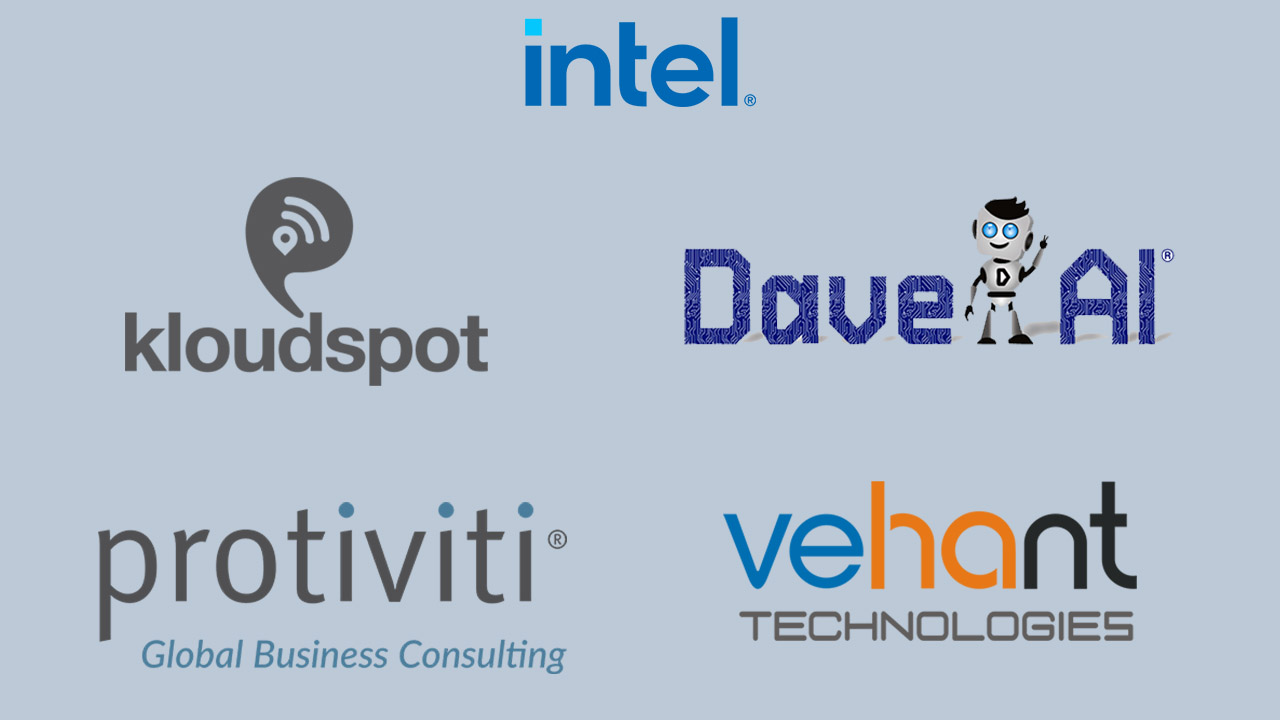 intel®
kloudspot
Dave AI®
D
protiviti®
Global Business Consulting
vehant
TECHNOLOGIES